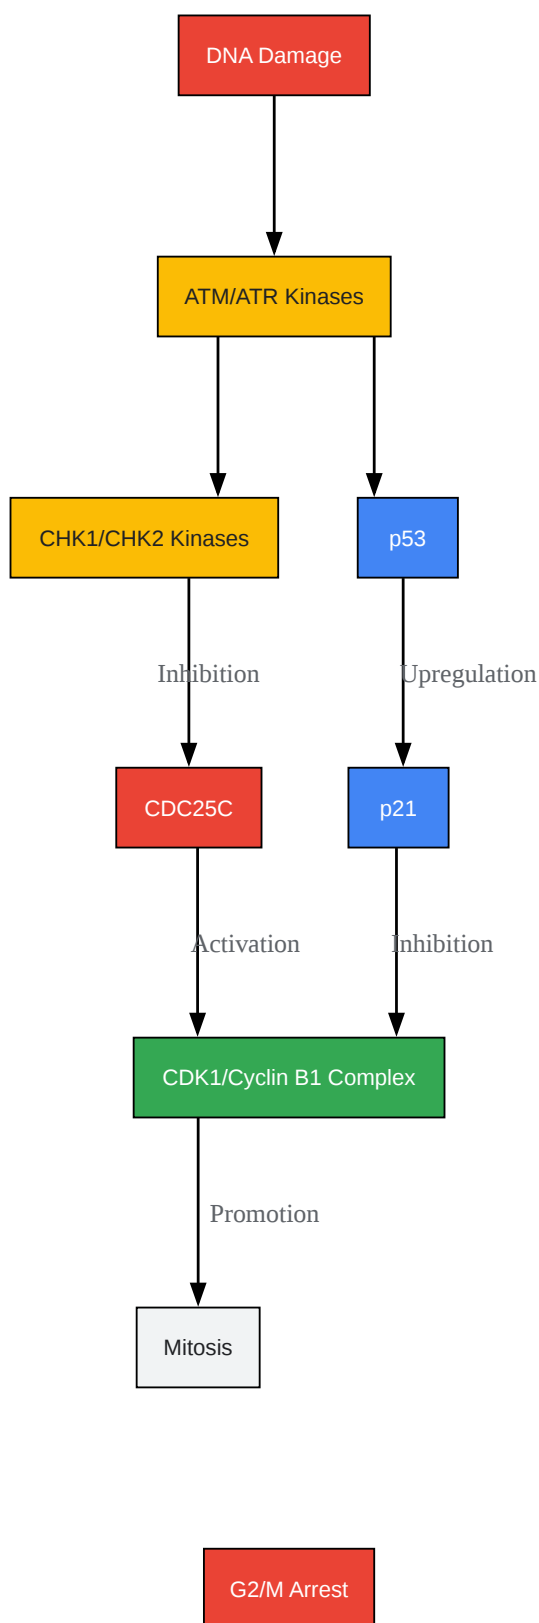 DNA Damage
ATM/ATR Kinases
CHK1/CHK2 Kinases
p53
Inhibition
Upregulation
CDC25C
p21
Activation
Inhibition
CDK1/Cyclin B1 Complex
Promotion
Mitosis
G2/M Arrest